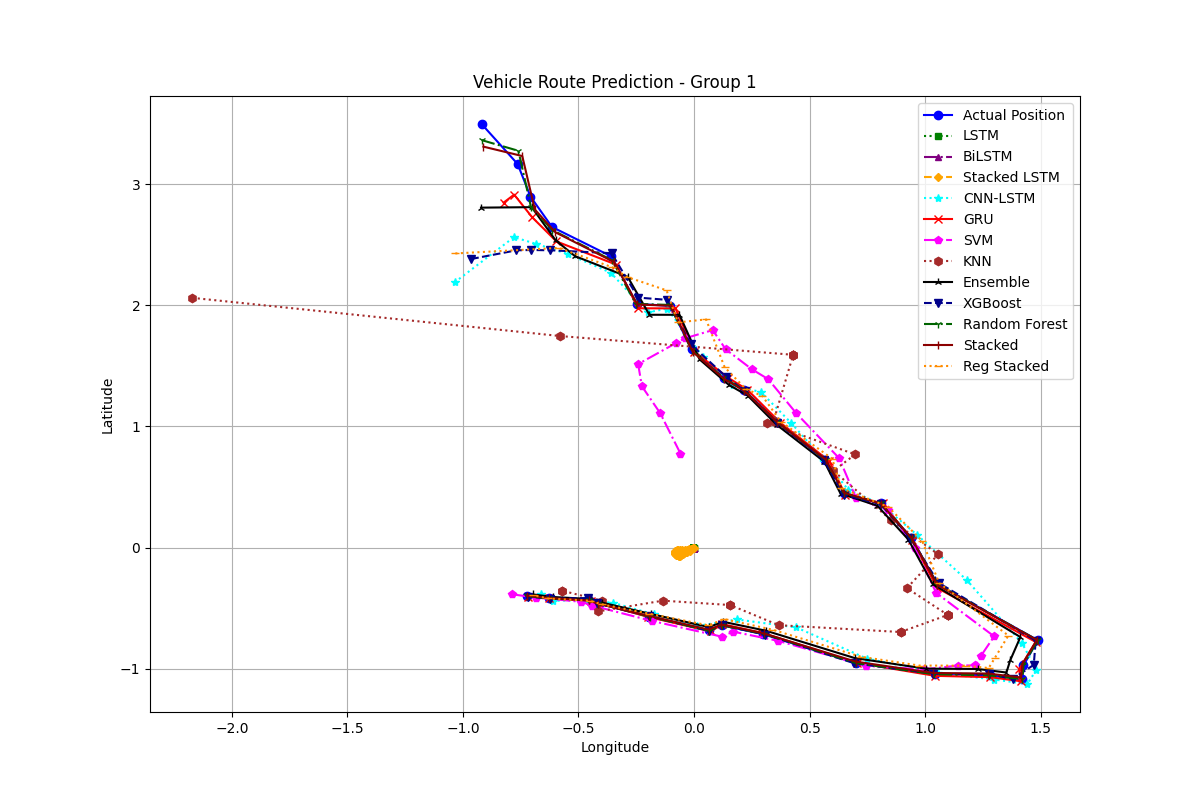 Vehicle Route Prediction - Group 1
Actual Position
LSTM
BiLSTM
Stacked LSTM
CNN-LSTM
GRU
SVM
KNN
Ensemble
XGBoost
Random Forest
Stacked
Reg Stacked
Latitude
3
2
1
0
−1
−2.0
−1.5
−1.0
−0.5
0.0
0.5
1.0
1.5
Longitude